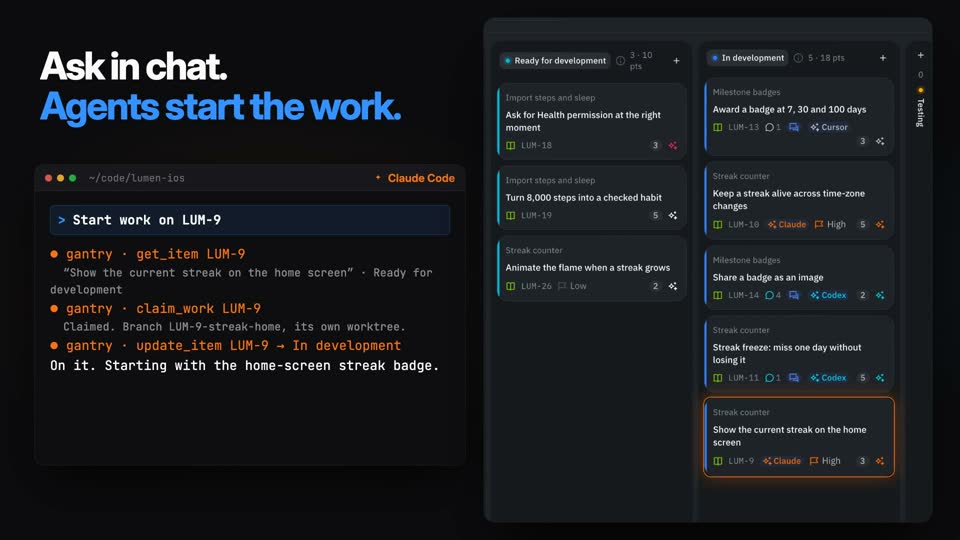 Ask in chat.
Agents start the work.
~/code/lumen-ios
Claude Code
> Start work on LUM-9
gantry · get_item LUM-9
“Show the current streak on the home screen” · Ready for
development
gantry · claim_work LUM-9
Claimed. Branch LUM-9-streak-home, its own worktree.
gantry · update_item LUM-9 → In development
On it. Starting with the home-screen streak badge.
Ready for development
3 · 10
pts
+
Import steps and sleep
Ask for Health permission at the right
moment
LUM-18
3
Import steps and sleep
Turn 8,000 steps into a checked habit
LUM-19
5
Streak counter
Animate the flame when a streak grows
LUM-26 Low
2
In development
5 · 18 pts
+
Milestone badges
Award a badge at 7, 30 and 100 days
LUM-13 1 Cursor
3
Streak counter
Keep a streak alive across time-zone
changes
LUM-10 Claude High 5
Milestone badges
Share a badge as an image
LUM-14 4 Codex 2
Streak counter
Streak freeze: miss one day without
losing it
LUM-11 1 Codex 5
Streak counter
Show the current streak on the home
screen
LUM-9 Claude High 3
+
0
Testing